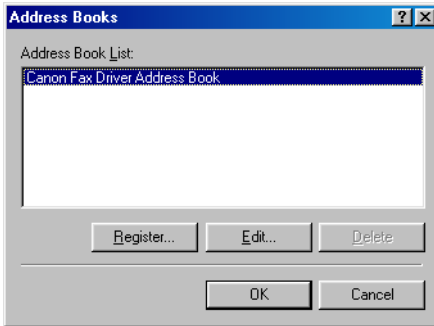 Address Books
Address Book List:
Canon Fax Driver Address Book
Register... Edit... Delete
OK Cancel